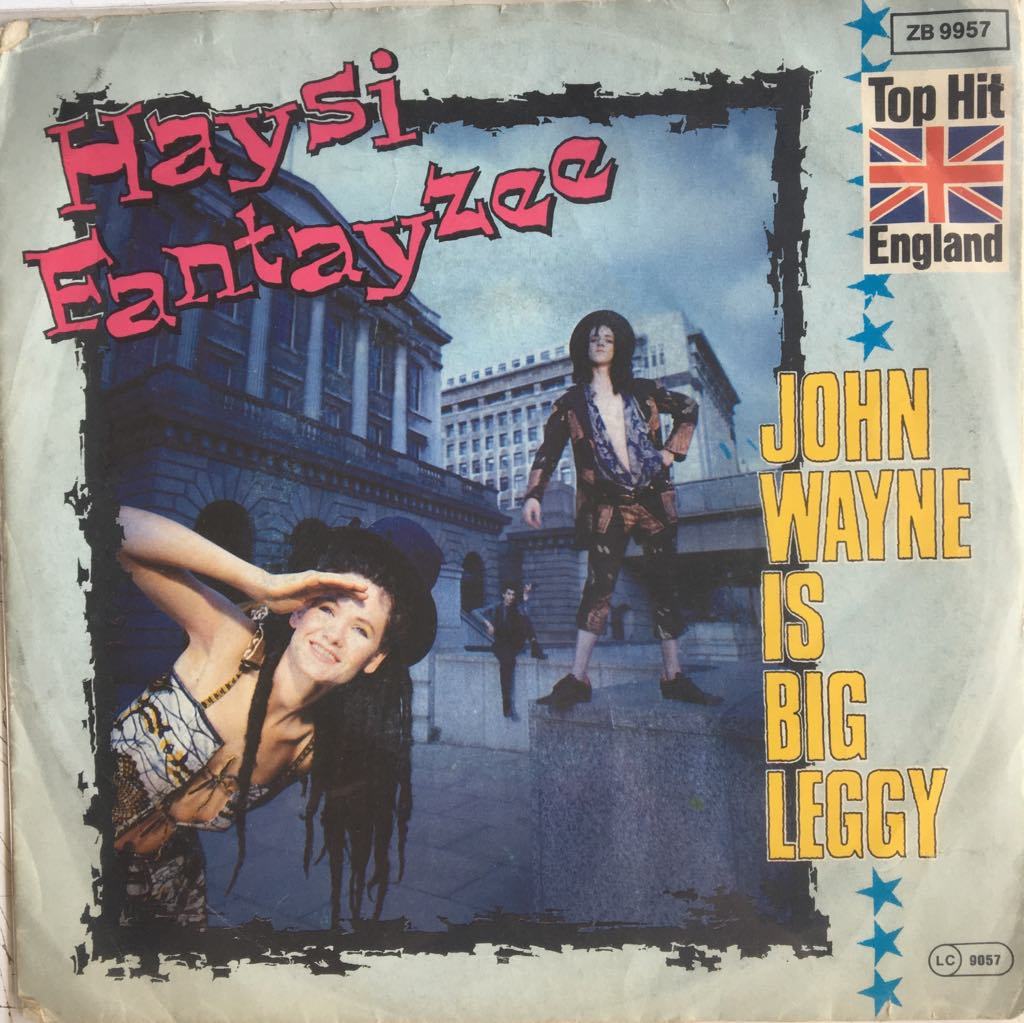 Haysi
Fantayzee
ZB 9957
Top Hit
England
JOHN
WAYNE
IS
BIG
LEGGY
LC 9057